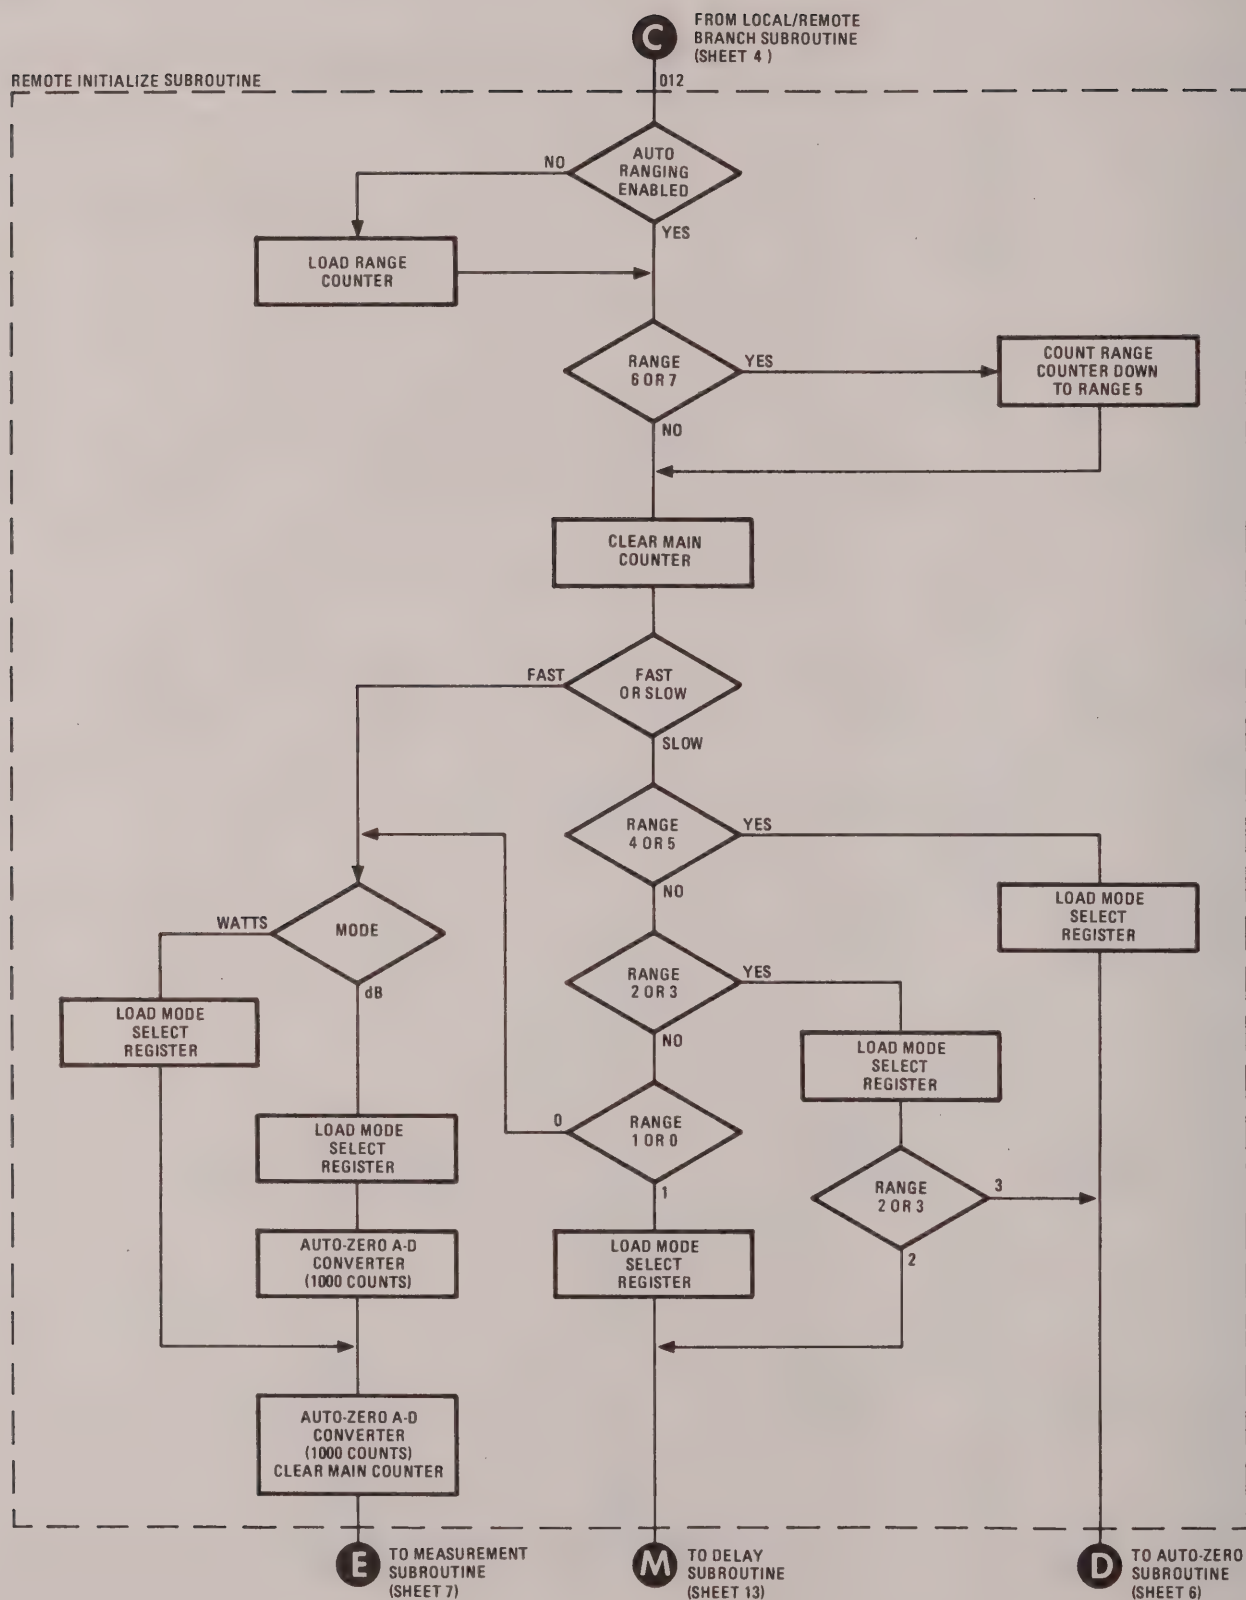 C
FROM LOCAL/REMOTE
BRANCH SUBROUTINE
(SHEET 4 )
012
REMOTE INITIALIZE SUBROUTINE
AUTO
RANGING
ENABLED
NO
YES
LOAD RANGE
COUNTER
RANGE
6 OR 7
YES
NO
COUNT RANGE
COUNTER DOWN
TO RANGE 5
CLEAR MAIN
COUNTER
FAST
OR SLOW
FAST
SLOW
RANGE
4 OR 5
YES
NO
LOAD MODE
SELECT
REGISTER
MODE
WATTS
dB
LOAD MODE
SELECT
REGISTER
RANGE
2 OR 3
YES
NO
LOAD MODE
SELECT
REGISTER
LOAD MODE
SELECT
REGISTER
RANGE
1 OR 0
0
1
RANGE
2 OR 3
3
2
AUTO-ZERO A-D
CONVERTER
(1000 COUNTS)
LOAD MODE
SELECT
REGISTER
AUTO-ZERO A-D
CONVERTER
(1000 COUNTS)
CLEAR MAIN COUNTER
E
TO MEASUREMENT
SUBROUTINE
(SHEET 7)
M
TO DELAY
SUBROUTINE
(SHEET 13)
D
TO AUTO-ZERO
SUBROUTINE
(SHEET 6)